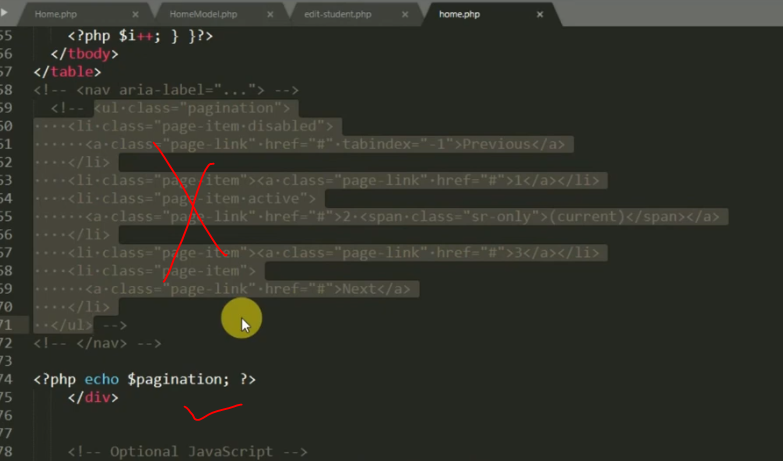 Home.php × HomeModel.php × edit-student.php × home.php ×
55 <?php $i++; } }?>
56 </tbody>
57 </table>
58 <!-- <nav aria-label="..."> -->
59 <!-- <ul class="pagination">
60 <li class="page-item disabled">
61 <a class="page-link" href="#" tabindex="-1">Previous</a>
62 </li>
63 <li class="page-item"><a class="page-link" href="#">1</a></li>
64 <li class="page-item active">
65 <a class="page-link" href="#">2 <span class="sr-only">(current)</span></a>
66 </li>
67 <li class="page-item"><a class="page-link" href="#">3</a></li>
68 <li class="page-item">
69 <a class="page-link" href="#">Next</a>
70 </li>
71 </ul> -->
72 <!-- </nav> -->
73
74 <?php echo $pagination; ?>
75 </div>
76
77
78 <!-- Optional JavaScript -->